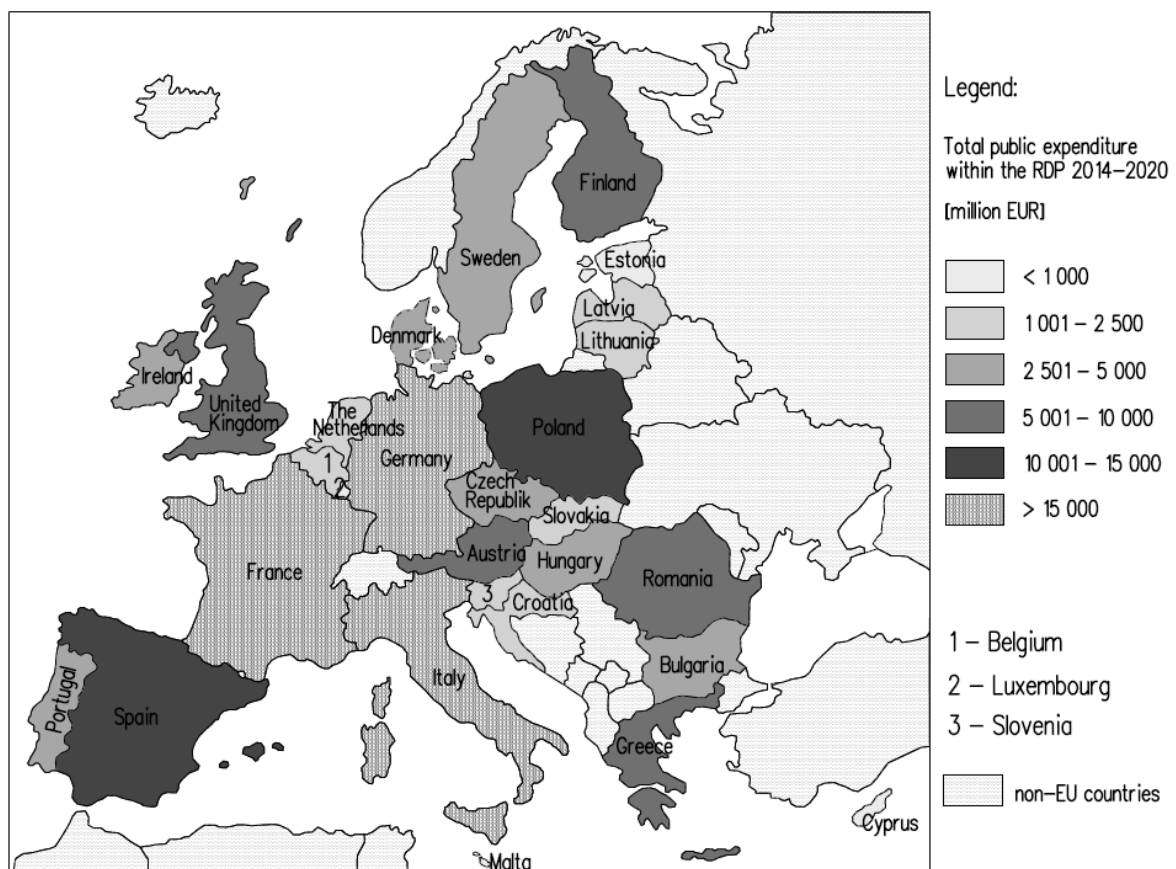 Finland
Sweden
Estonia
Latvia
Lithuania
Denmark
Ireland
United
Kingdom
The
Netherlands
Germany
Poland
1
2
Czech
Republik
Slovakia
Austria
Hungary
France
Romania
3
Croatia
Bulgaria
Italy
Portugal
Spain
Greece
Cyprus
Malta
Legend:
Total public expenditure
within the RDP 2014–2020
[million EUR]
< 1 000
1 001 – 2 500
2 501 – 5 000
5 001 – 10 000
10 001 – 15 000
> 15 000
1 – Belgium
2 – Luxembourg
3 – Slovenia
non–EU countries